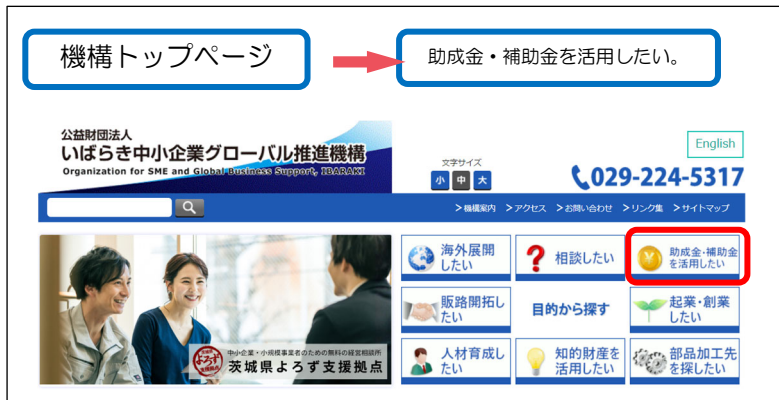 機構トップページ
助成金・補助金を活用したい。
公益財団法人
いばらき中小企業グローバル推進機構
Organization for SME and Global Business Support, IBARAKI
文字サイズ
小 中 大
English
029-224-5317
>機構案内 >アクセス >お問い合わせ >リンク集 >サイトマップ
海外展開
したい
相談したい
助成金・補助金
を活用したい
販路開拓し
たい
目的から探す
起業・創業
したい
人材育成し
たい
知的財産を
活用したい
部品加工先
を探したい
茨城県
よろず
支援拠点
中小企業・小規模事業者のための無料の経営相談所
茨城県よろず支援拠点